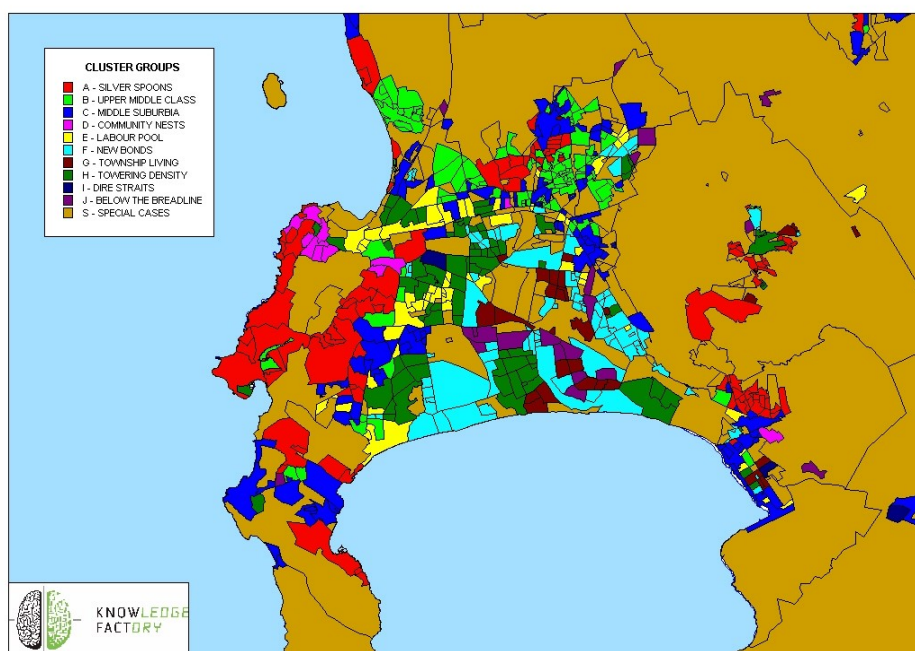 CLUSTER GROUPS
A - SILVER SPOONS
B - UPPER MIDDLE CLASS
C - MIDDLE SUBURBIA
D - COMMUNITY NESTS
E - LABOUR POOL
F - NEW BONDS
G - TOWNSHIP LIVING
H - TOWERING DENSITY
I - DIRE STRAITS
J - BELOW THE BREADLINE
S - SPECIAL CASES
KNOWLEDGE
FACTORY